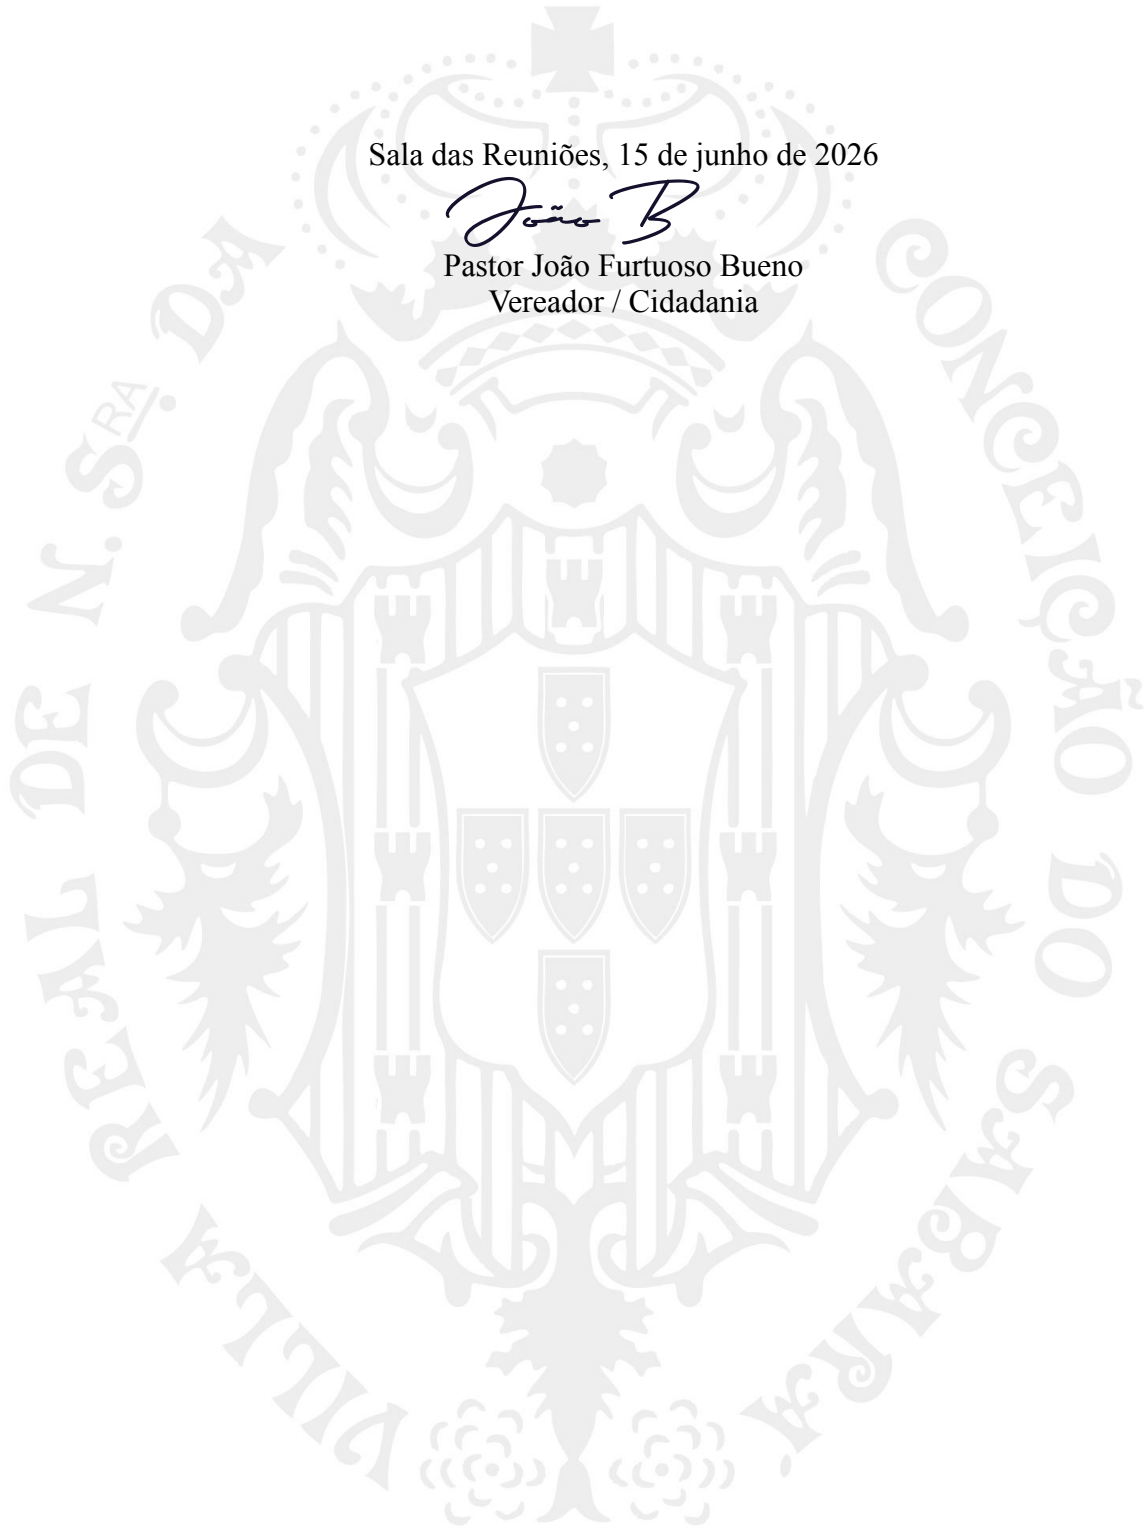 Sala das Reuniões, 15 de junho de 2026
João B
Pastor João Furtuoso Bueno
Vereador / Cidadania
VILLA REAL DE N. SRA. DA CONCEIÇÃO DO SABARÁ.